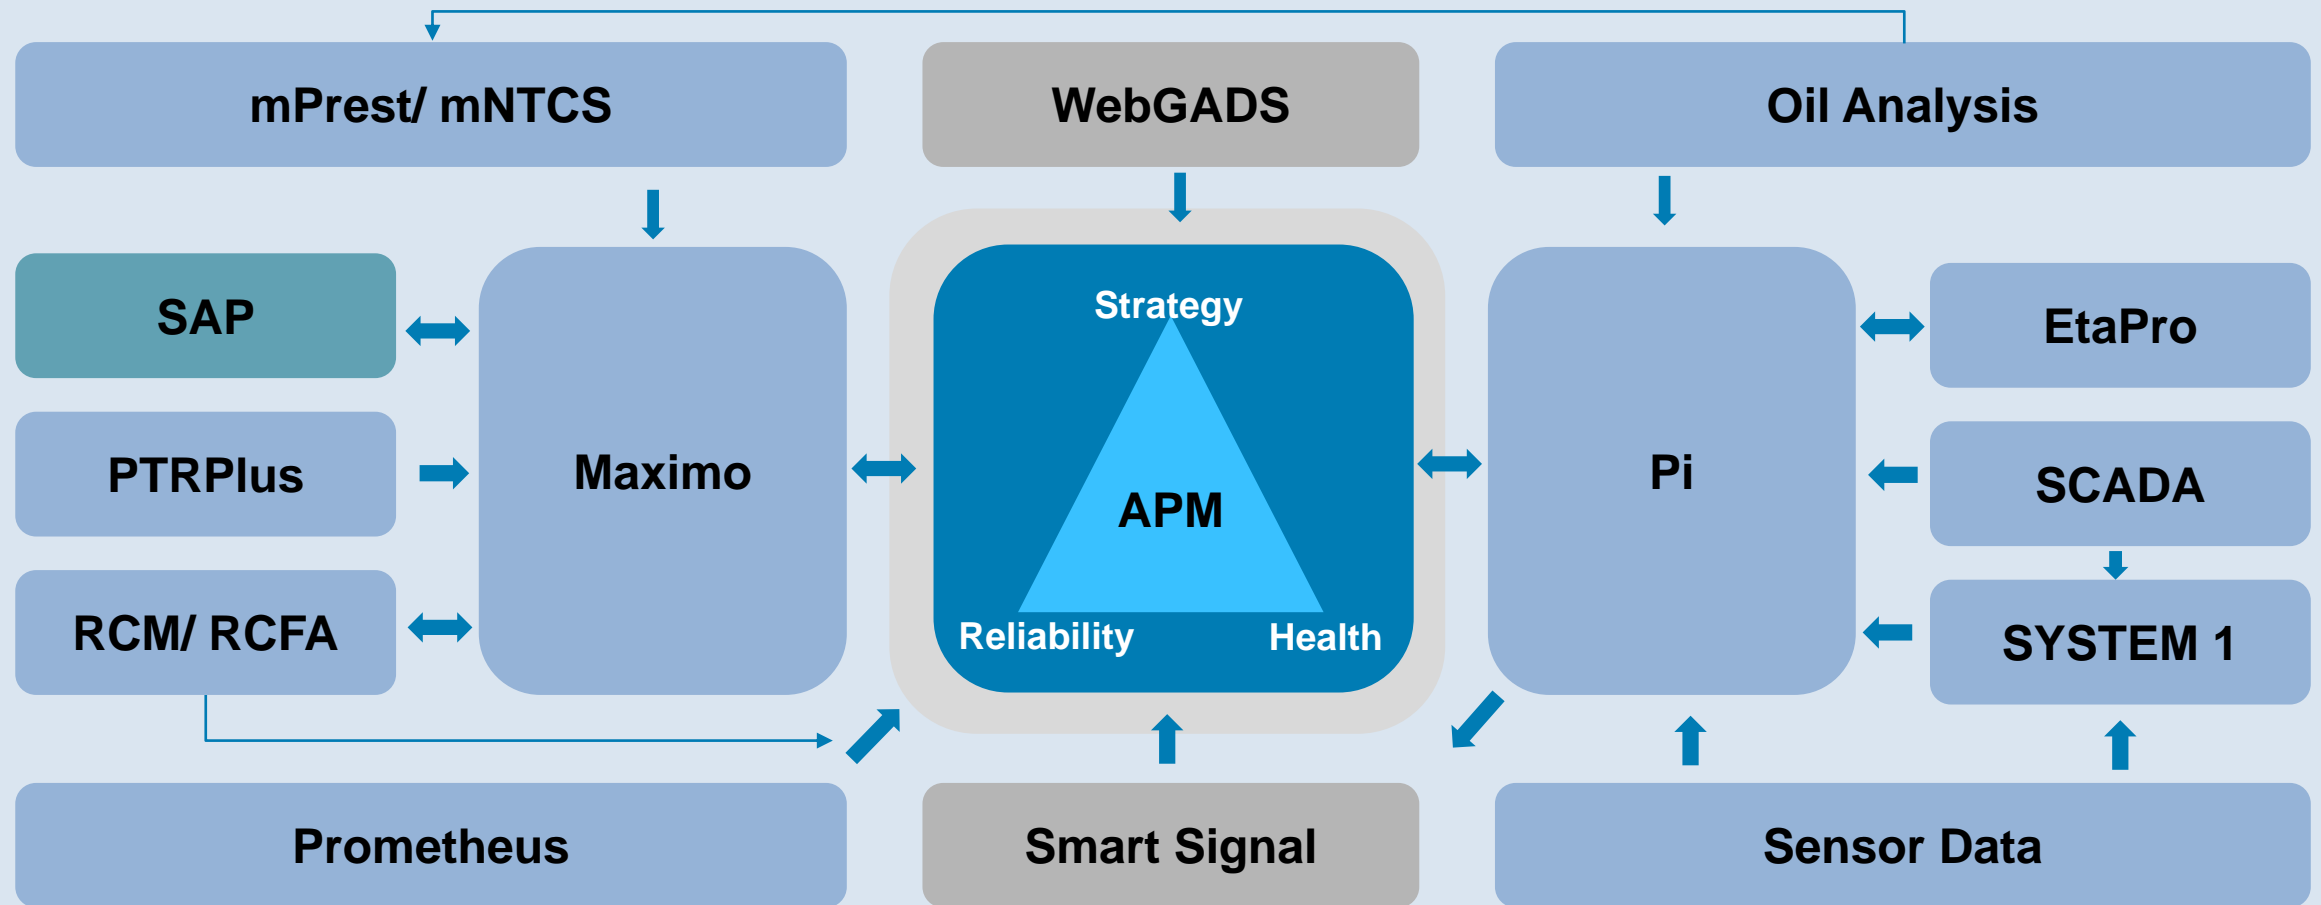 mPrest/ mNTCS
WebGADS
Oil Analysis
SAP
Strategy
EtaPro
PTRPlus
Maximo
APM
Pi
SCADA
RCM/ RCFA
Reliability
Health
SYSTEM 1
Prometheus
Smart Signal
Sensor Data